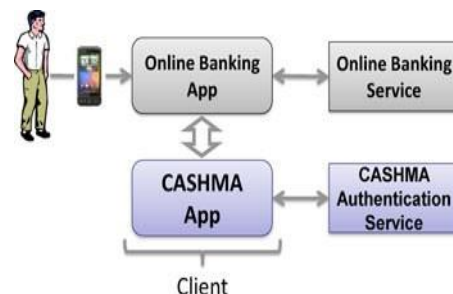 Online Banking
App
Online Banking
Service
CASHMA
App
CASHMA
Authentication
Service
Client